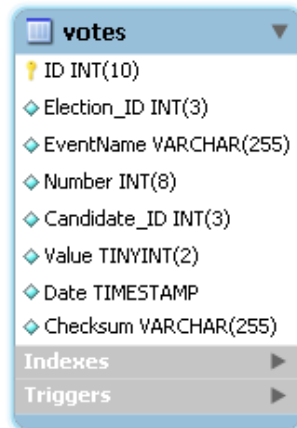 votes
ID INT(10)
Election_ID INT(3)
EventName VARCHAR(255)
Number INT(8)
Candidate_ID INT(3)
Value TINYINT(2)
Date TIMESTAMP
Checksum VARCHAR(255)
Indexes
Triggers